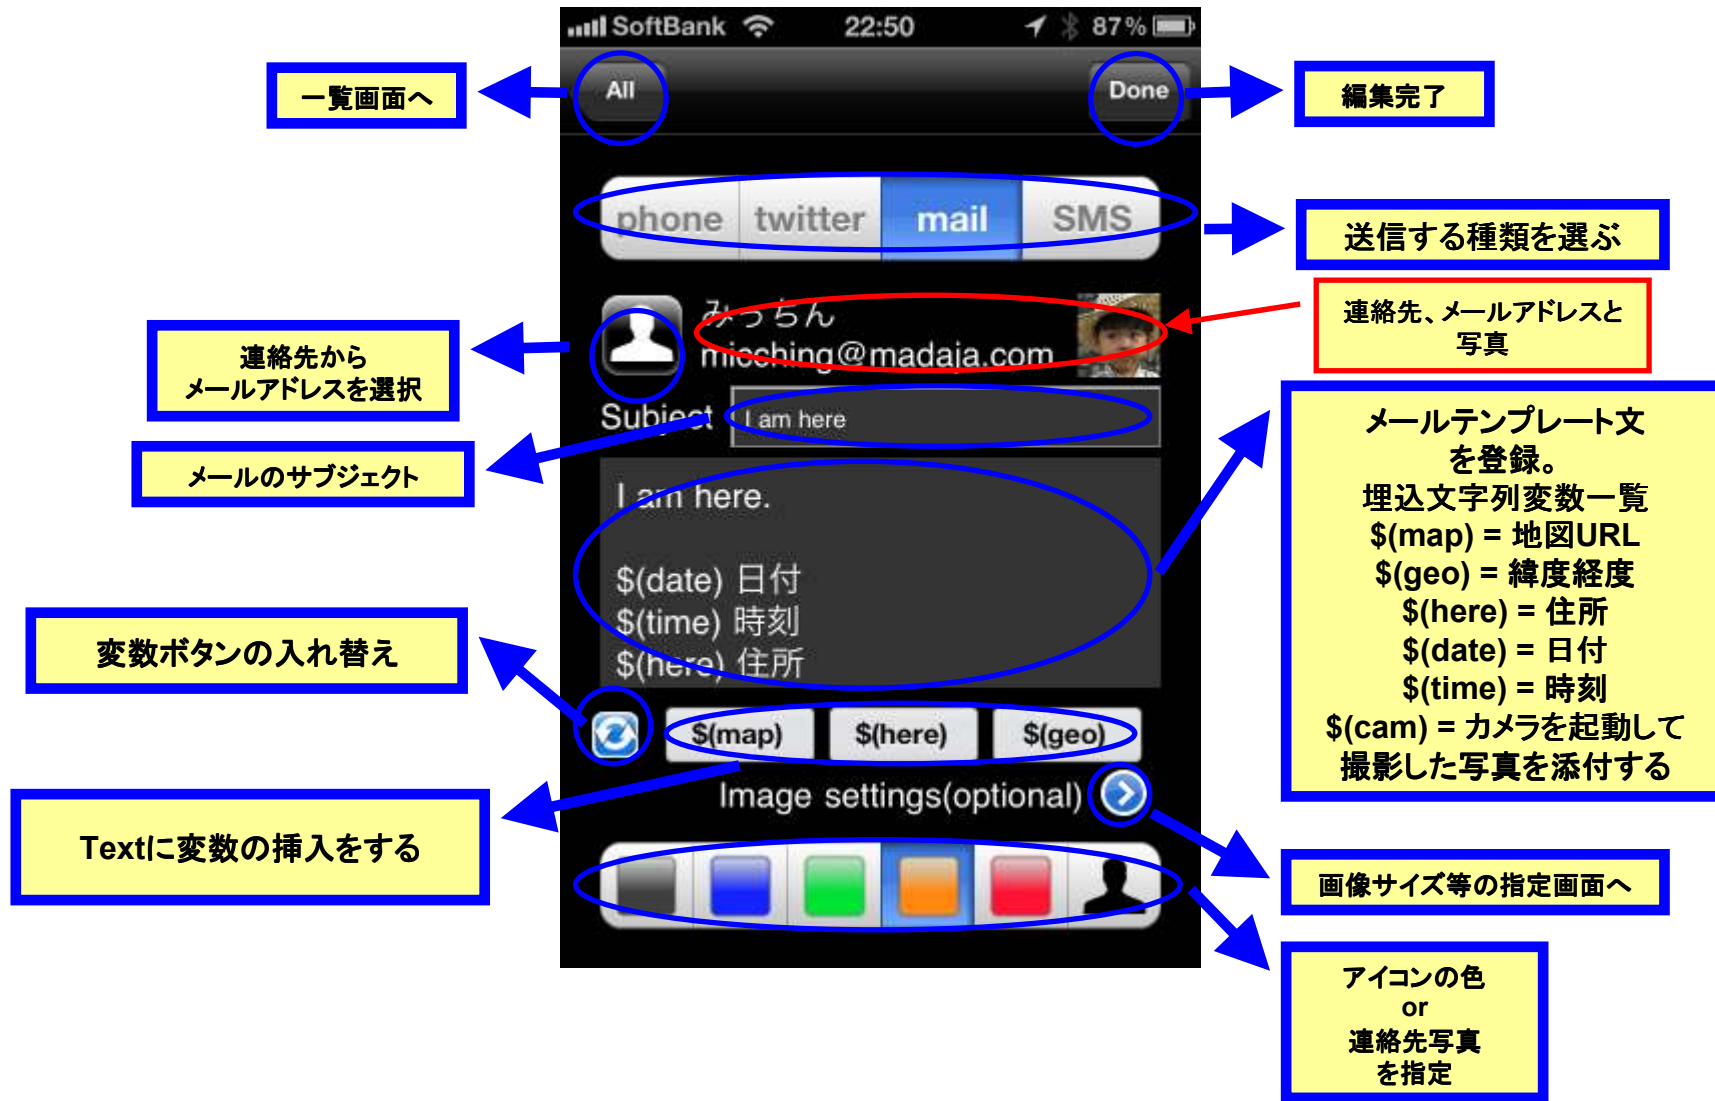 SoftBank 22:50 87%
一覧画面へ
All
Done
編集完了
phone twitter mail SMS
送信する種類を選ぶ
みっちん
micching@madaja.com
連絡先、メールアドレスと
写真
連絡先から
メールアドレスを選択
Subject I am here
メールのサブジェクト
I am here.
$(date) 日付
$(time) 時刻
$(here) 住所
メールテンプレート文
を登録。
埋込文字列変数一覧
$(map) = 地図URL
$(geo) = 緯度経度
$(here) = 住所
$(date) = 日付
$(time) = 時刻
$(cam) = カメラを起動して
撮影した写真を添付する
変数ボタンの入れ替え
$(map) $(here) $(geo)
Image settings(optional)
Textに変数の挿入をする
画像サイズ等の指定画面へ
アイコンの色
or
連絡先写真
を指定